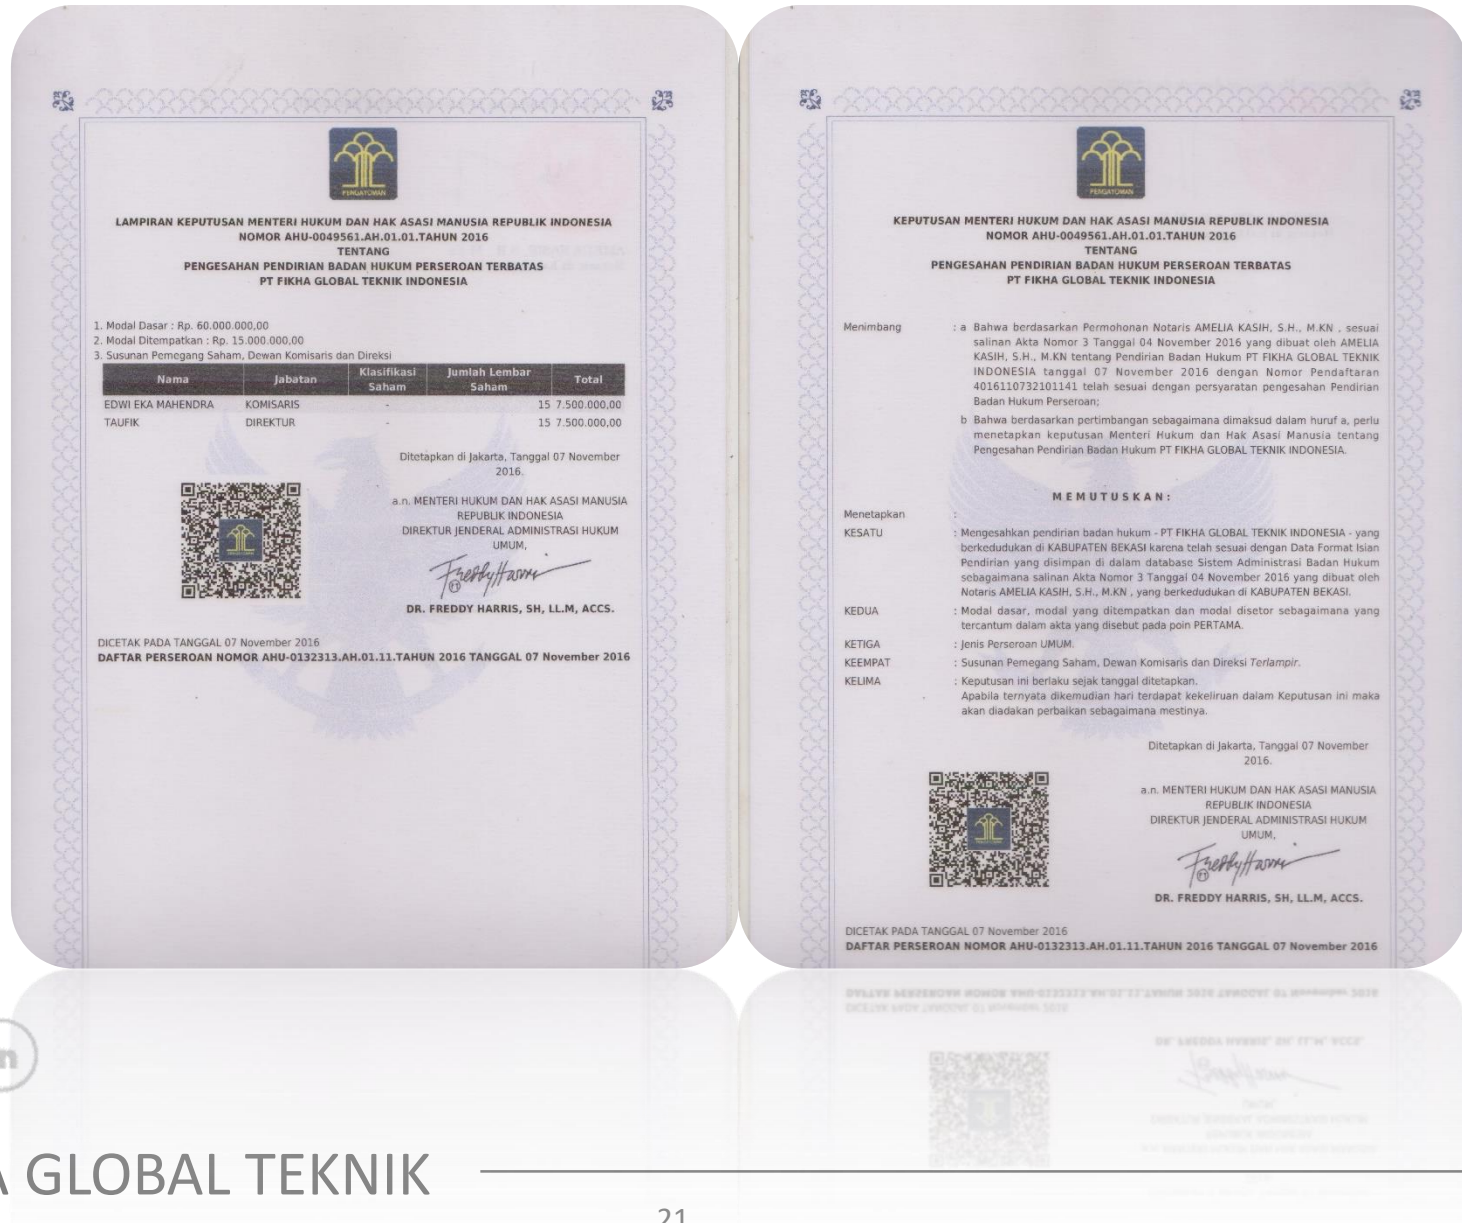 PENGAYOMAN
LAMPIRAN KEPUTUSAN MENTERI HUKUM DAN HAK ASASI MANUSIA REPUBLIK INDONESIA
NOMOR AHU-0049561.AH.01.01.TAHUN 2016
TENTANG
PENGESAHAN PENDIRIAN BADAN HUKUM PERSEROAN TERBATAS
PT FIKHA GLOBAL TEKNIK INDONESIA
1. Modal Dasar : Rp. 60.000.000,00
2. Modal Ditempatkan : Rp. 15.000.000,00
3. Susunan Pemegang Saham, Dewan Komisaris dan Direksi
Nama Jabatan Klasifikasi Saham Jumlah Lembar Saham Total
EDWI EKA MAHENDRA KOMISARIS - 15 7.500.000,00
TAUFIK DIREKTUR - 15 7.500.000,00
Ditetapkan di Jakarta, Tanggal 07 November
2016.
a.n. MENTERI HUKUM DAN HAK ASASI MANUSIA
REPUBLIK INDONESIA
DIREKTUR JENDERAL ADMINISTRASI HUKUM
UMUM,
DR. FREDDY HARRIS, SH, LL.M, ACCS.
DICETAK PADA TANGGAL 07 November 2016
DAFTAR PERSEROAN NOMOR AHU-0132313.AH.01.11.TAHUN 2016 TANGGAL 07 November 2016
PENGAYOMAN
KEPUTUSAN MENTERI HUKUM DAN HAK ASASI MANUSIA REPUBLIK INDONESIA
NOMOR AHU-0049561.AH.01.01.TAHUN 2016
TENTANG
PENGESAHAN PENDIRIAN BADAN HUKUM PERSEROAN TERBATAS
PT FIKHA GLOBAL TEKNIK INDONESIA
Menimbang : a Bahwa berdasarkan Permohonan Notaris AMELIA KASIH, S.H., M.KN , sesuai
salinan Akta Nomor 3 Tanggal 04 November 2016 yang dibuat oleh AMELIA
KASIH, S.H., M.KN tentang Pendirian Badan Hukum PT FIKHA GLOBAL TEKNIK
INDONESIA tanggal 07 November 2016 dengan Nomor Pendaftaran
4016110732101141 telah sesuai dengan persyaratan pengesahan Pendirian
Badan Hukum Perseroan;
b Bahwa berdasarkan pertimbangan sebagaimana dimaksud dalam huruf a, perlu
menetapkan keputusan Menteri Hukum dan Hak Asasi Manusia tentang
Pengesahan Pendirian Badan Hukum PT FIKHA GLOBAL TEKNIK INDONESIA.
M E M U T U S K A N :
Menetapkan :
KESATU : Mengesahkan pendirian badan hukum - PT FIKHA GLOBAL TEKNIK INDONESIA - yang
berkedudukan di KABUPATEN BEKASI karena telah sesuai dengan Data Format Isian
Pendirian yang disimpan di dalam database Sistem Administrasi Badan Hukum
sebagaimana salinan Akta Nomor 3 Tanggal 04 November 2016 yang dibuat oleh
Notaris AMELIA KASIH, S.H., M.KN , yang berkedudukan di KABUPATEN BEKASI.
KEDUA : Modal dasar, modal yang ditempatkan dan modal disetor sebagaimana yang
tercantum dalam akta yang disebut pada poin PERTAMA.
KETIGA : Jenis Perseroan UMUM.
KEEMPAT : Susunan Pemegang Saham, Dewan Komisaris dan Direksi Terlampir.
KELIMA : Keputusan ini berlaku sejak tanggal ditetapkan.
Apabila ternyata dikemudian hari terdapat kekeliruan dalam Keputusan ini maka
akan diadakan perbaikan sebagaimana mestinya.
Ditetapkan di Jakarta, Tanggal 07 November
2016.
a.n. MENTERI HUKUM DAN HAK ASASI MANUSIA
REPUBLIK INDONESIA
DIREKTUR JENDERAL ADMINISTRASI HUKUM
UMUM,
DR. FREDDY HARRIS, SH, LL.M, ACCS.
DICETAK PADA TANGGAL 07 November 2016
DAFTAR PERSEROAN NOMOR AHU-0132313.AH.01.11.TAHUN 2016 TANGGAL 07 November 2016
A GLOBAL TEKNIK
21